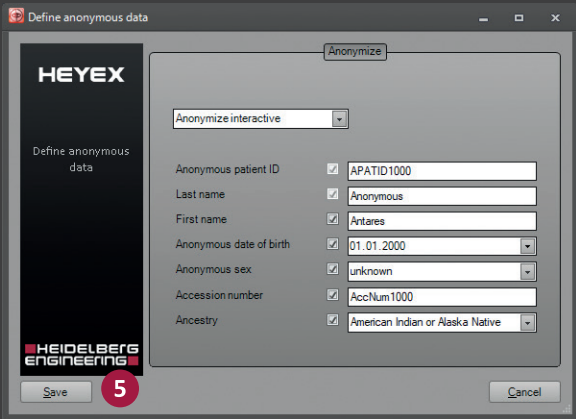 Define anonymous data
Anonymize
HEYEX
Define anonymous
data
Anonymize interactive
Anonymous patient ID APATID1000
Last name Anonymous
First name Antares
Anonymous date of birth 01.01.2000
Anonymous sex unknown
Accession number AccNum1000
Ancestry American Indian or Alaska Native
HEIDELBERG
ENGINEERING
Save 5 Cancel